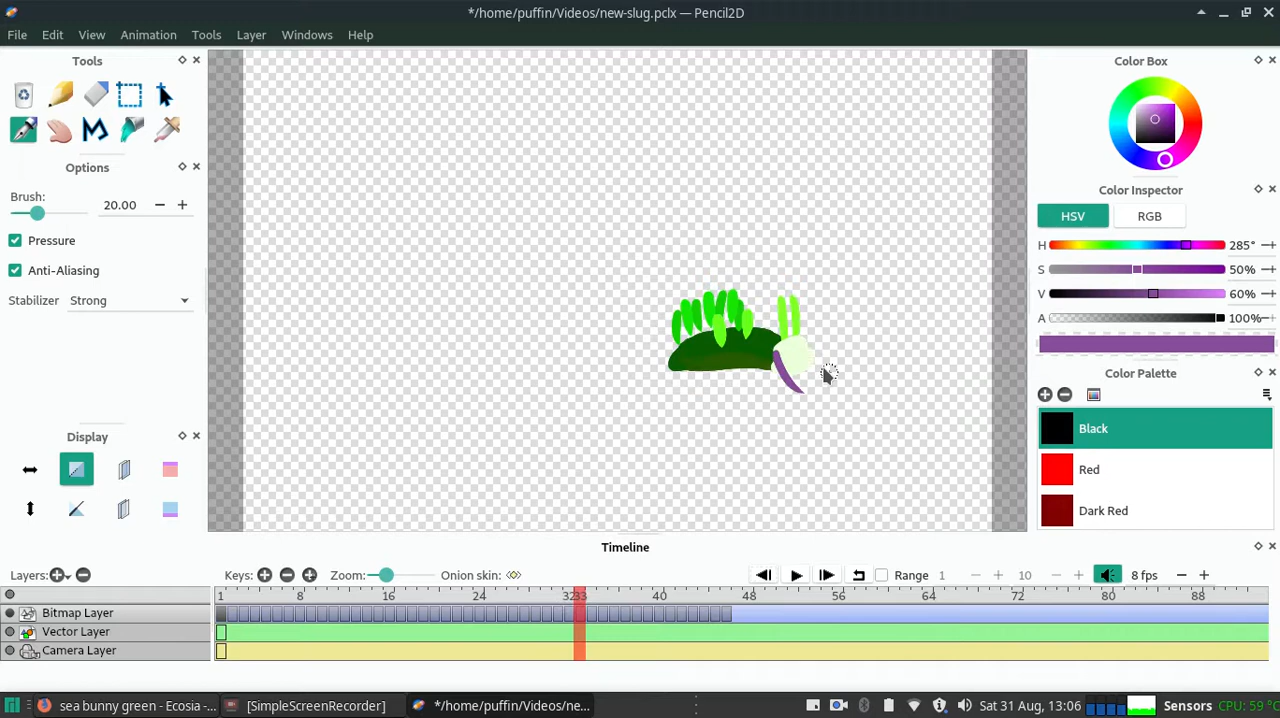 */home/puffin/Videos/new-slug.pclx — Pencil2D
File Edit View Animation Tools Layer Windows Help
Tools
Options
Brush:
20.00
Pressure
Anti-Aliasing
Stabilizer Strong
Display
Color Box
Color Inspector
HSV RGB
H 285°
S 50%
V 60%
A 100%
Color Palette
Black
Red
Dark Red
Timeline
Layers: Keys: Zoom: Onion skin: Range 1 10 8 fps
1 8 16 24 3233 40 48 56 64 72 80 88
Bitmap Layer
Vector Layer
Camera Layer
sea bunny green - Ecosia -... [SimpleScreenRecorder] */home/puffin/Videos/ne... Sat 31 Aug, 13:06 Sensors CPU: 59 °C